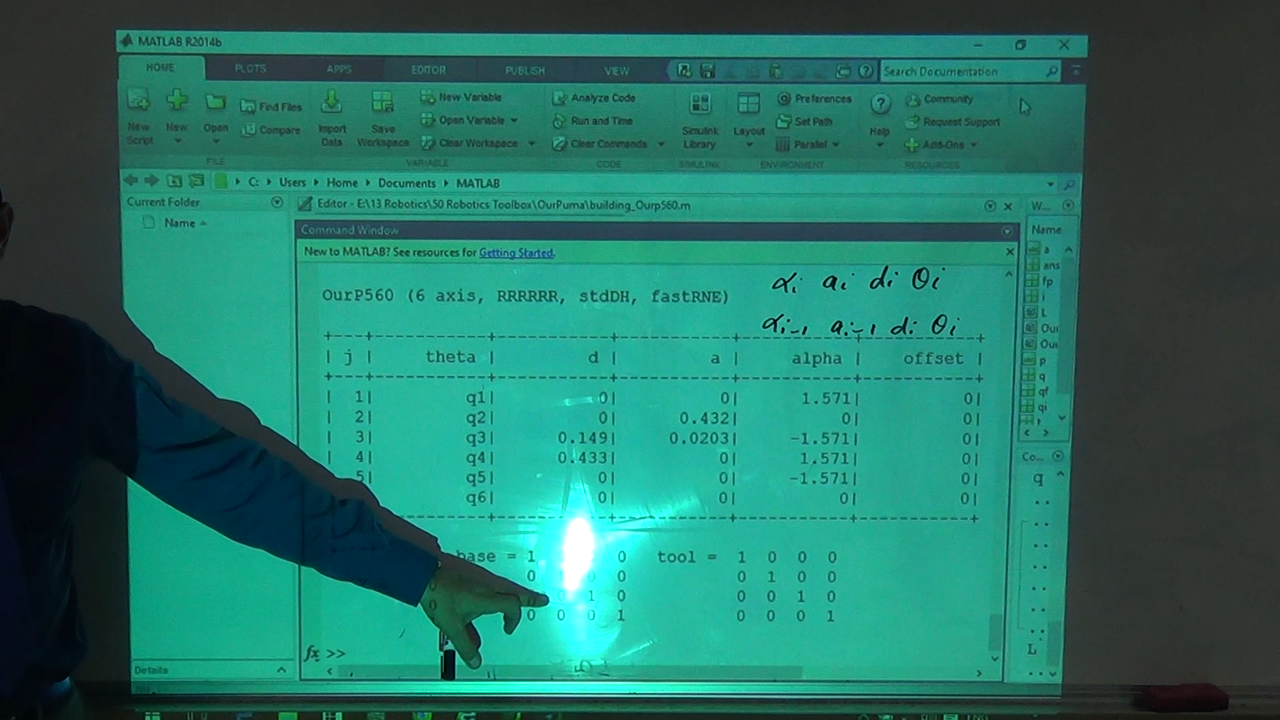 MATLAB R2014b
HOME PLOTS APPS EDITOR PUBLISH VIEW Search Documentation
New Script New Open Find Files Compare Import Data Save Workspace New Variable Open Variable Clear Workspace Analyze Code Run and Time Clear Commands Simulink Library Layout Preferences Set Path Parallel Help Community Request Support Add-Ons
FILE VARIABLE CODE SIMULINK ENVIRONMENT RESOURCES
C: Users Home Documents MATLAB
Current Folder Editor - E:\13 Robotics\50 Robotics Toolbox\OurPuma\building_Ourp560.m W...
Name Command Window Name
New to MATLAB? See resources for Getting Started.
αi ai di θi
OurP560 (6 axis, RRRRRR, stdDH, fastRNE)
αi-1 ai-1 di θi
| j | theta | d | a | alpha | offset |
| 1| q1| 0| 0| 1.571| 0|
| 2| q2| 0| 0.432| 0| 0|
| 3| q3| 0.149| 0.0203| -1.571| 0|
| 4| q4| 0.433| 0| 1.571| 0|
5| q5| 0| 0| -1.571| 0|
q6| 0| 0| 0| 0|
base = 1 0 tool = 1 0 0 0
0 0 0 1 0 0
1 0 0 0 1 0
0 0 0 1 0 0 0 1
fx >>
Details
a
ans
fp
i
L
Our
Our
p
q
qf
qi
Co...
q
L